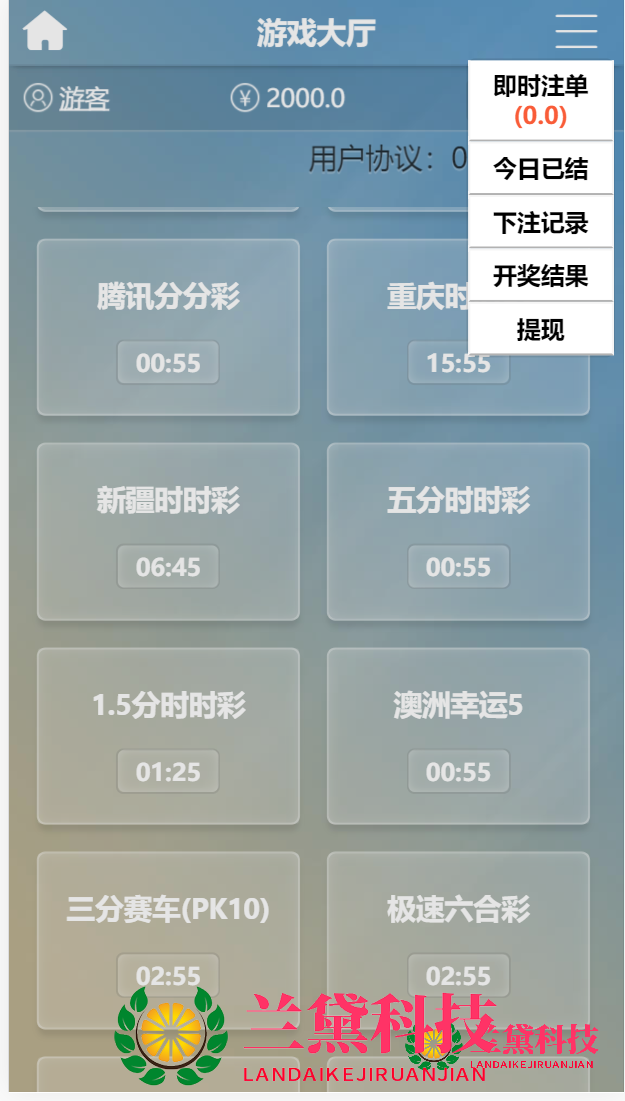 游戏大厅
游客
¥ 2000.0
即时注单
(0.0)
用户协议：0
今日已结
下注记录
开奖结果
提现
腾讯分分彩
重庆时
00:55
15:55
新疆时时彩
五分时时彩
06:45
00:55
1.5分时时彩
澳洲幸运5
01:25
00:55
三分赛车(PK10)
极速六合彩
02:55
02:55
兰黛科技
LANDAIKEJIRUANJIAN
兰黛科技
LANDAIKEJIRUANJIAN